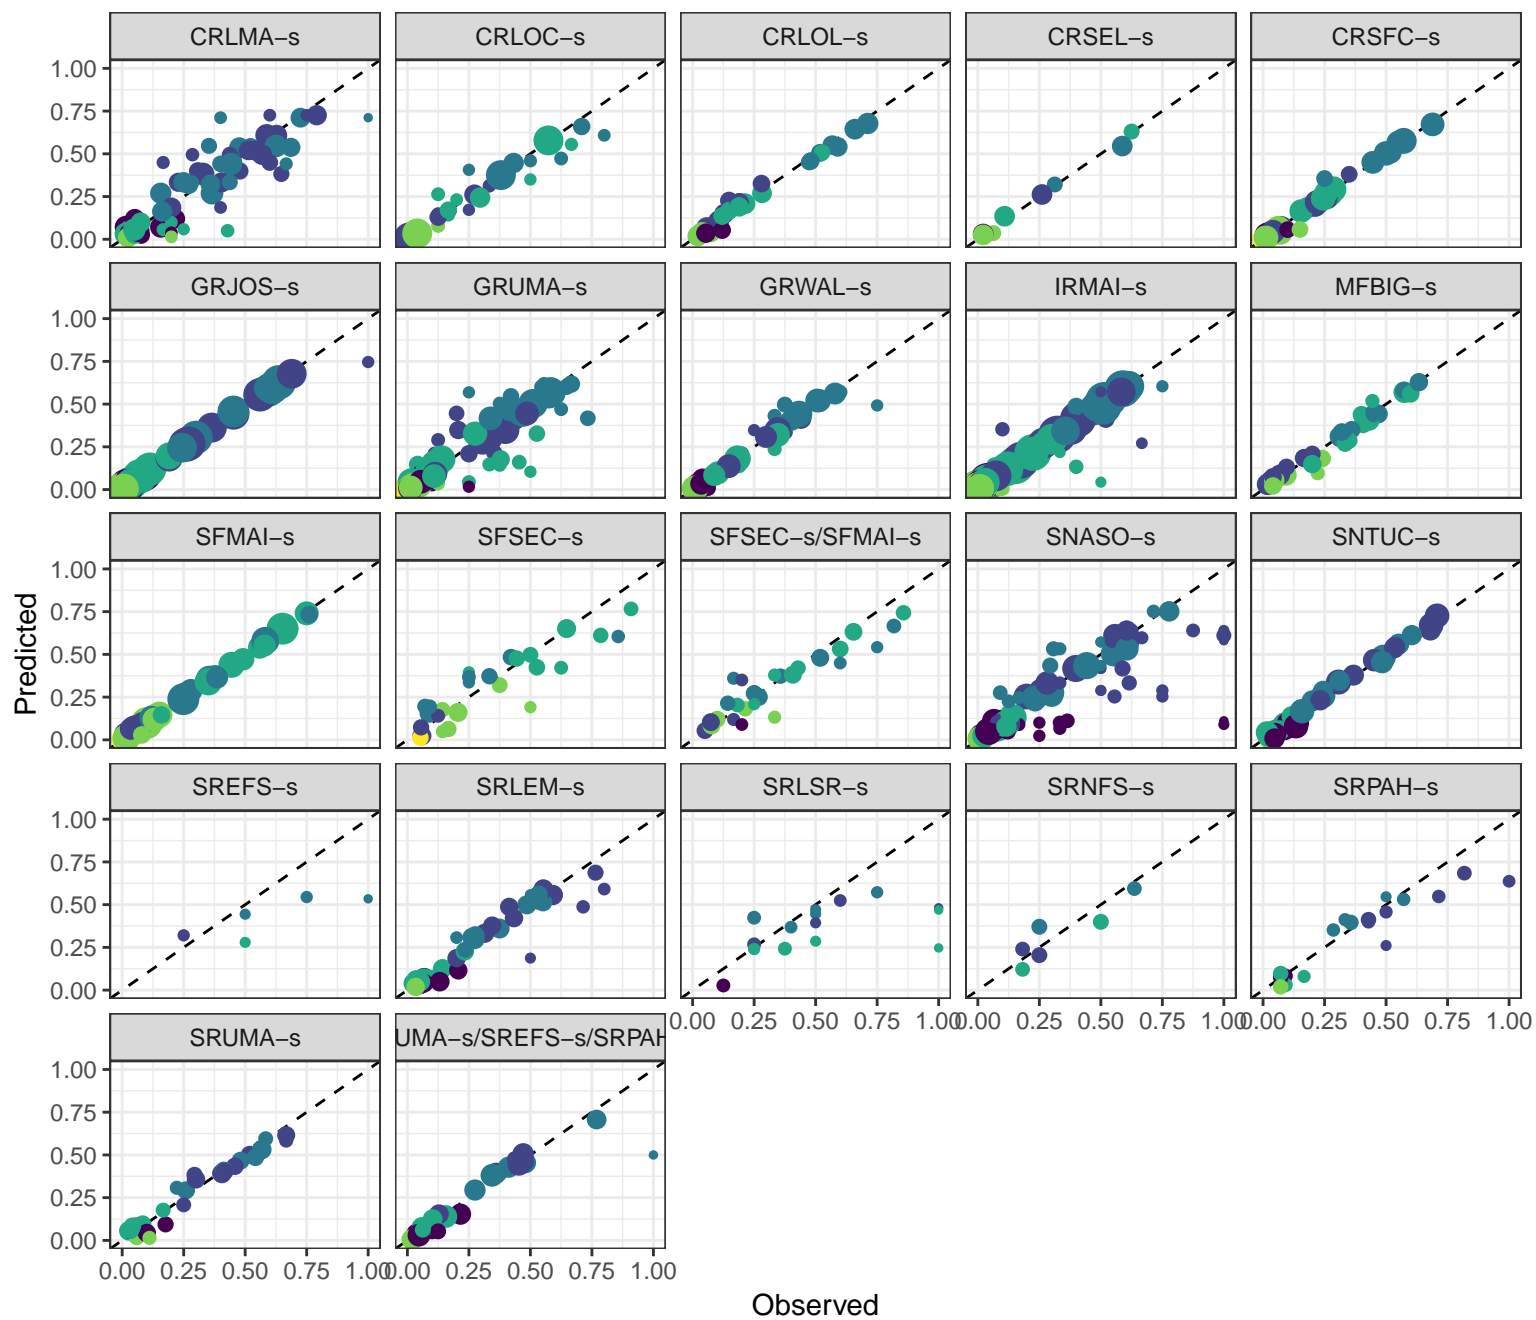 CRLMA−s CRLOC−s CRLOL−s CRSEL−s CRSFC−s
1.00
0.75
0.50
0.25
0.00
GRJOS−s GRUMA−s GRWAL−s IRMAI−s MFBIG−s
1.00
0.75
0.50
0.25
0.00
SFMAI−s SFSEC−s SFSEC−s/SFMAI−s SNASO−s SNTUC−s
1.00
0.75
0.50
0.25
0.00
Predicted
SREFS−s SRLEM−s SRLSR−s SRNFS−s SRPAH−s
1.00
0.75
0.50
0.25
0.00
0.00 0.25 0.50 0.75 1.00 0.00 0.25 0.50 0.75 1.00 0.00 0.25 0.50 0.75 1.00
SRUMA−s UMA−s/SREFS−s/SRPAH
1.00
0.75
0.50
0.25
0.00
0.00 0.25 0.50 0.75 1.00 0.00 0.25 0.50 0.75 1.00
Observed